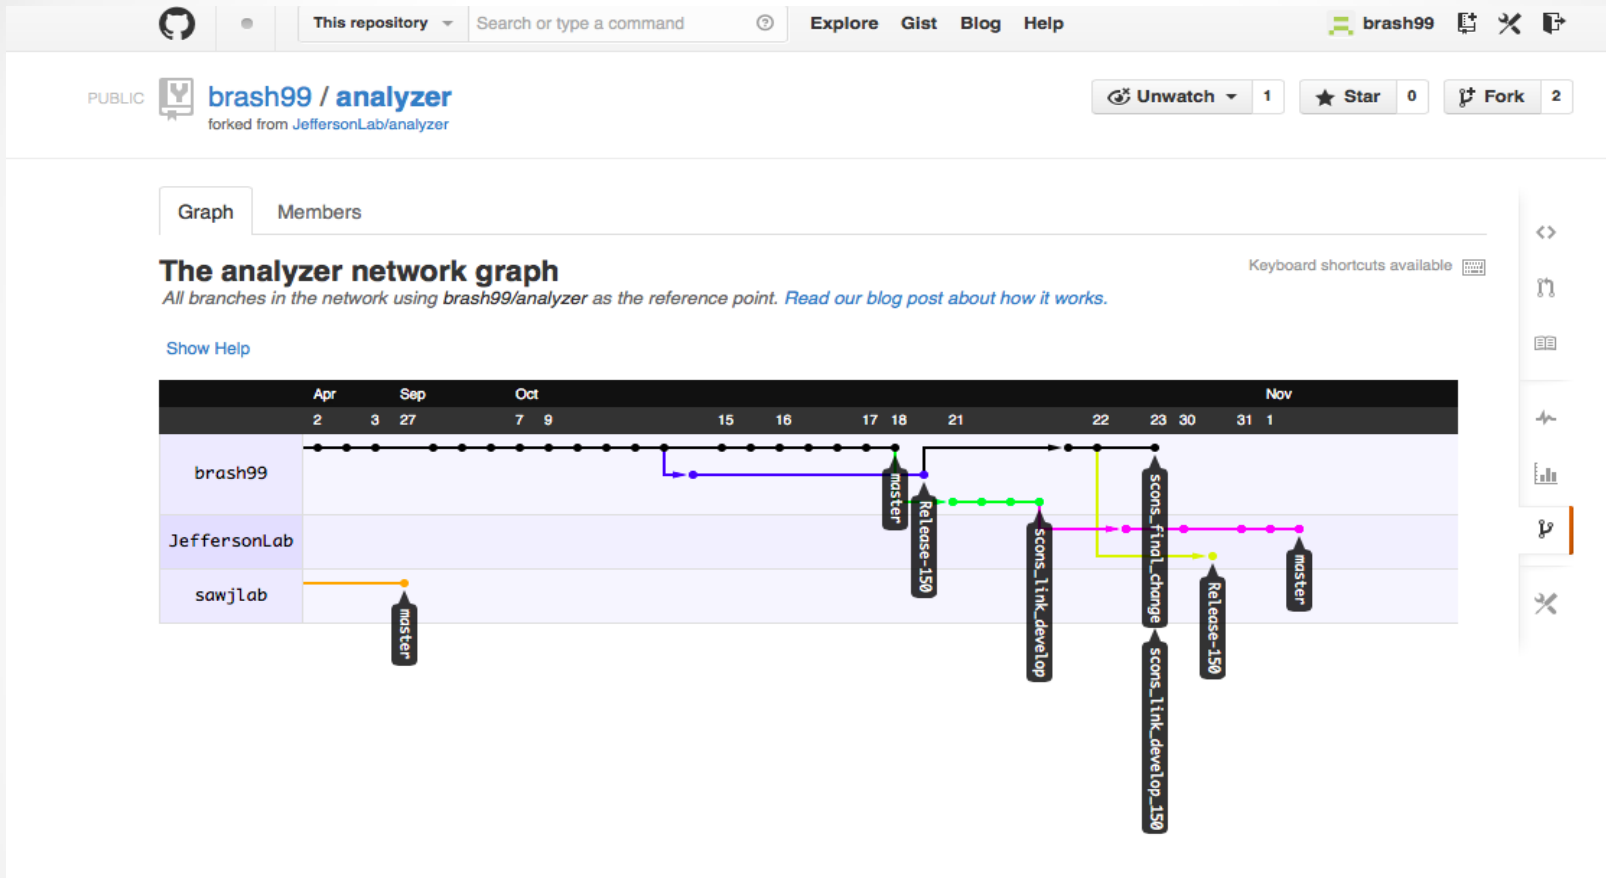 This repository Search or type a command Explore Gist Blog Help brash99
PUBLIC brash99 / analyzer Unwatch 1 Star 0 Fork 2
forked from JeffersonLab/analyzer
Graph Members
The analyzer network graph Keyboard shortcuts available
All branches in the network using brash99/analyzer as the reference point. Read our blog post about how it works.
Show Help
Apr Sep Oct Nov
2 3 27 7 9 15 16 17 18 21 22 23 30 31 1
brash99
JeffersonLab
sawjlab
master
master
Release-150
scons_link_develop
scons_final_change
scons_link_develop_150
Release-150
master